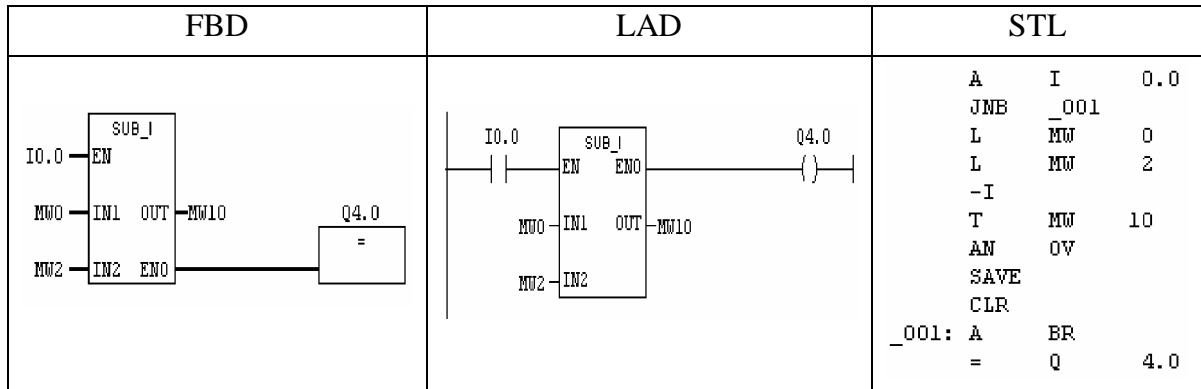 FBD
LAD
STL
SUB_I
I0.0 EN
MW0 IN1 OUT MW10
MW2 IN2 ENO
Q4.0
=
I0.0
SUB_I
Q4.0
EN ENO
MW0 IN1 OUT MW10
MW2 IN2
A I 0.0
JNB _001
L MW 0
L MW 2
-I
T MW 10
AN OV
SAVE
CLR
_001: A BR
= Q 4.0